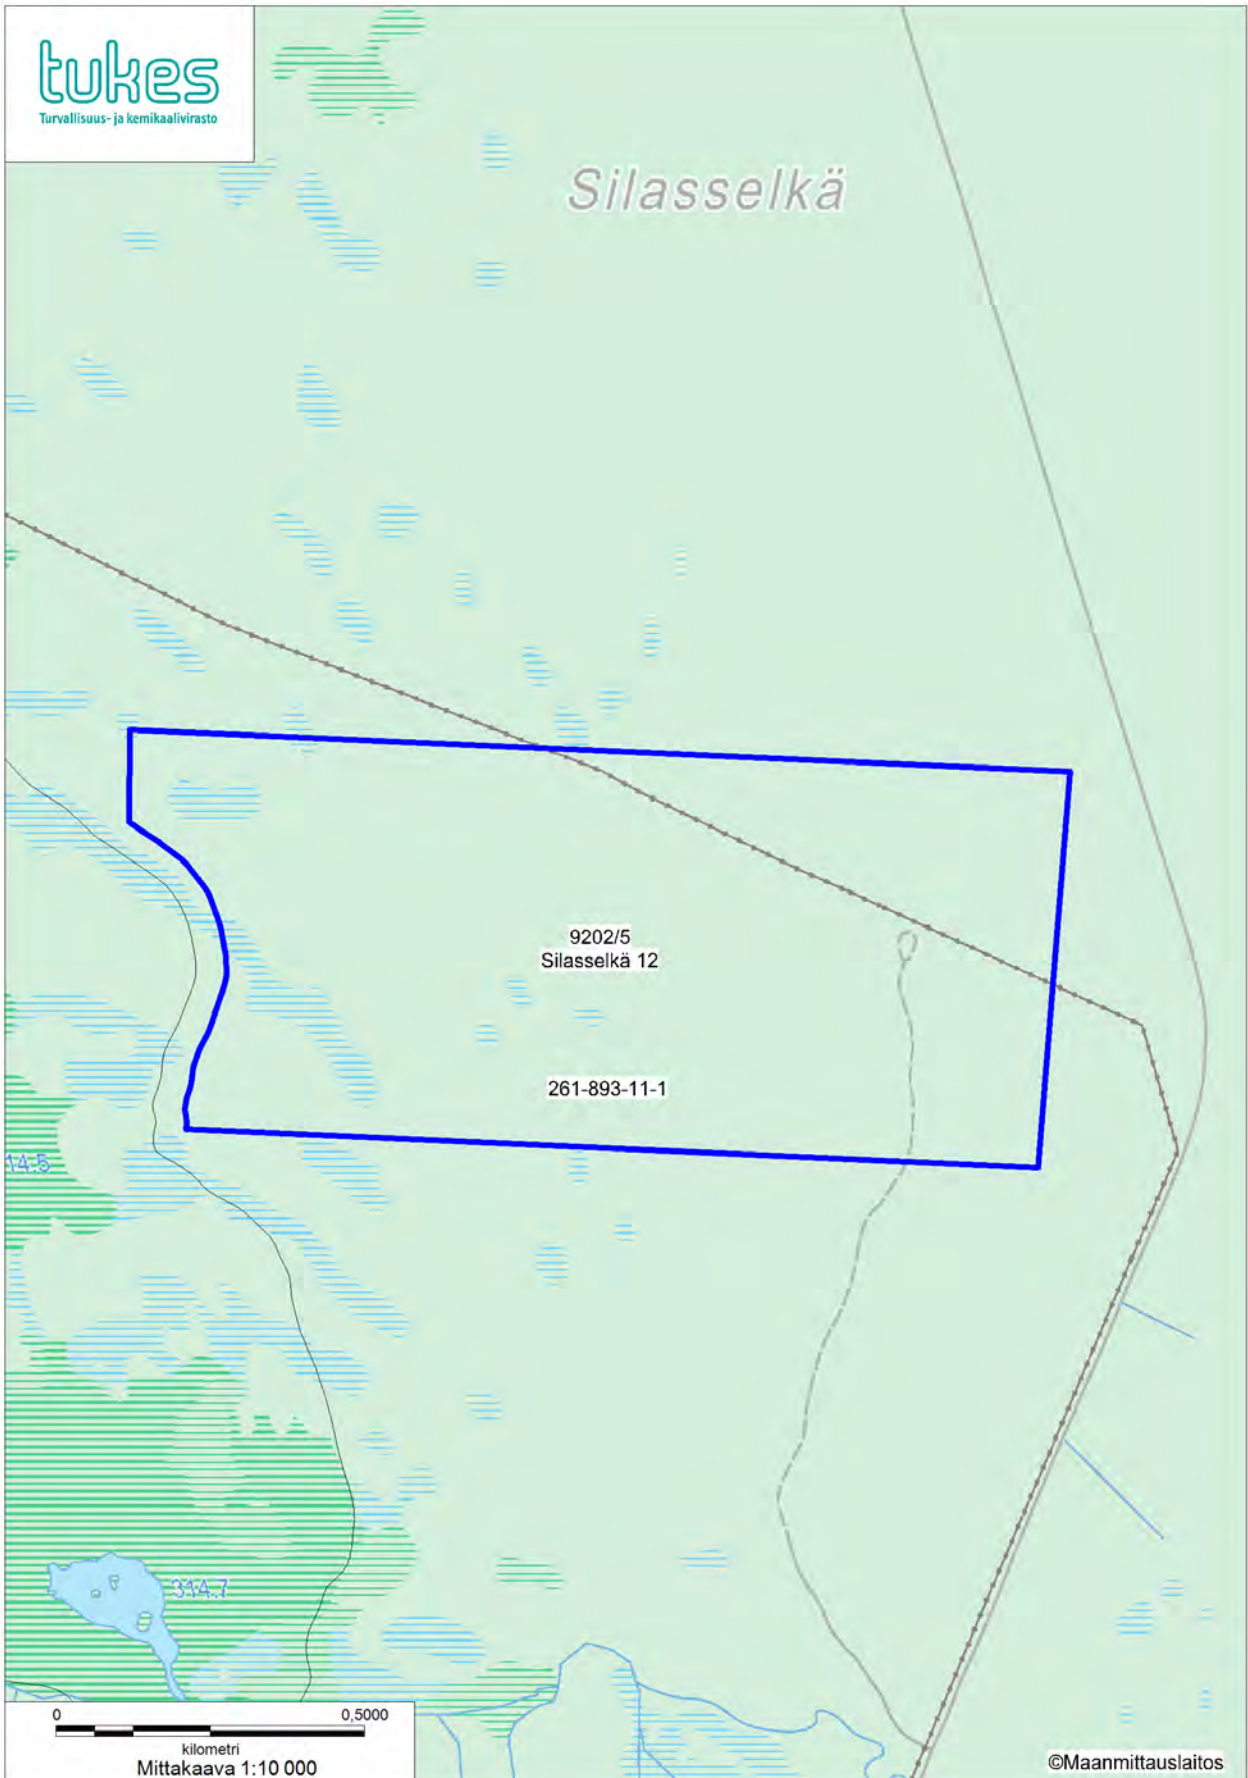 tukes
Turvallisuus- ja kemikaalivirasto
Silasselkä
9202/5
Silasselkä 12
261-893-11-1
14.5
314.7
0 0,5000
kilometri
Mittakaava 1:10 000
©Maanmittauslaitos